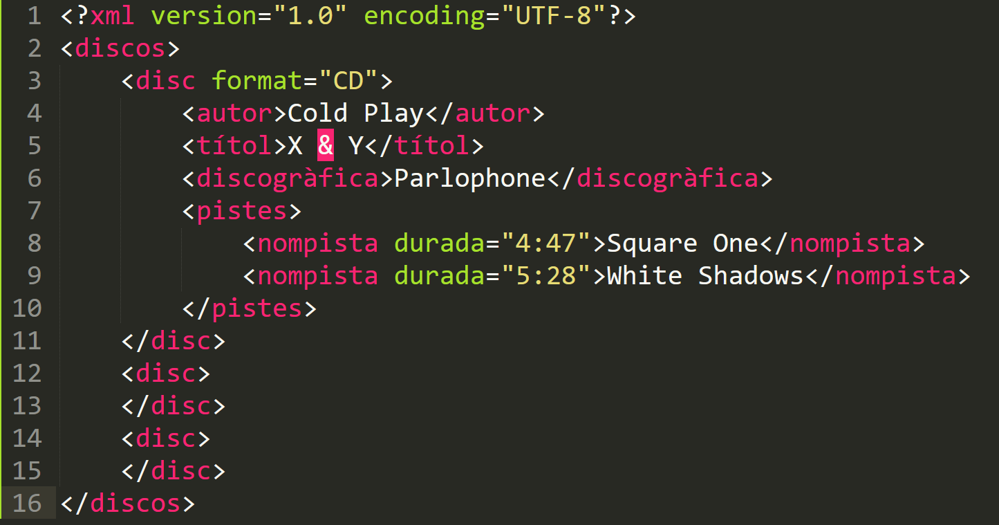 1 <?xml version="1.0" encoding="UTF-8"?>
2 <discos>
3     <disc format="CD">
4         <autor>Cold Play</autor>
5         <títol>X & Y</títol>
6         <discogràfica>Parlophone</discogràfica>
7         <pistes>
8             <nompista durada="4:47">Square One</nompista>
9             <nompista durada="5:28">White Shadows</nompista>
10         </pistes>
11     </disc>
12     <disc>
13     </disc>
14     <disc>
15     </disc>
16 </discos>